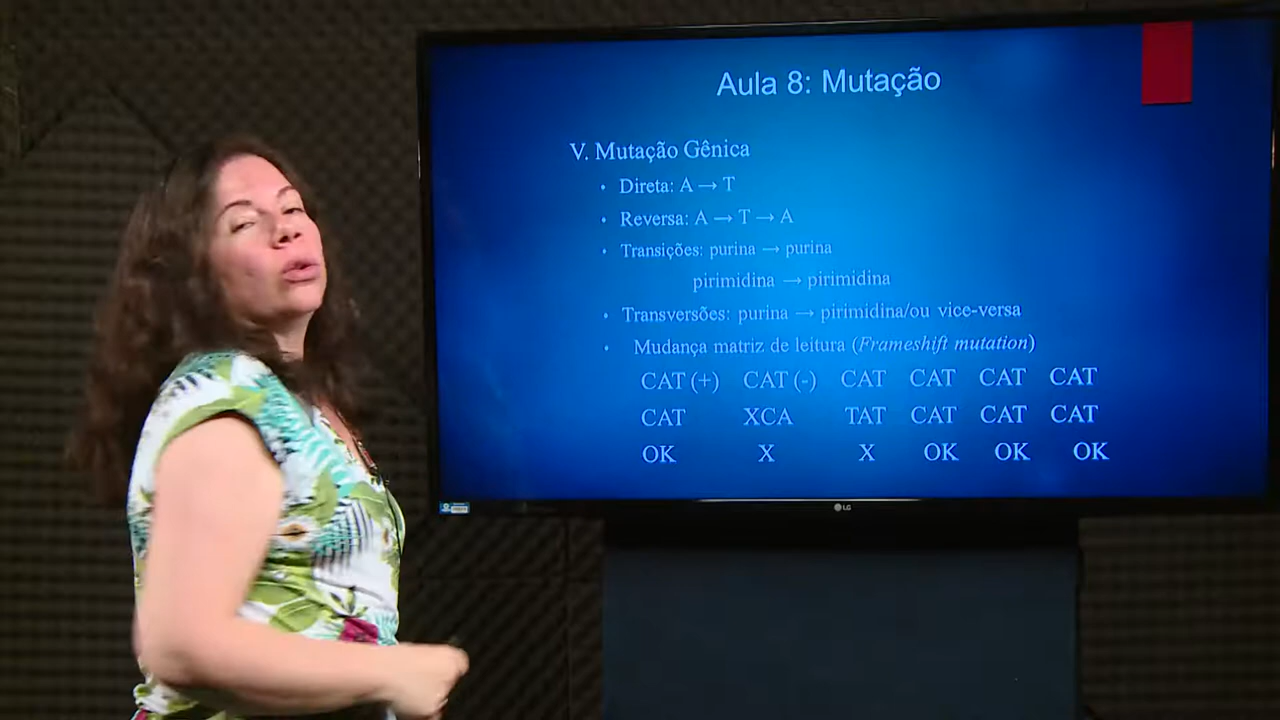 Aula 8: Mutação
V. Mutação Gênica
• Direta: A → T
• Reversa: A → T → A
• Transições: purina → purina
pirimidina → pirimidina
• Transversões: purina → pirimidina/ou vice-versa
• Mudança matriz de leitura (Frameshift mutation)
CAT (+) CAT (-) CAT CAT CAT CAT
CAT XCA TAT CAT CAT CAT
OK X X OK OK OK
LG